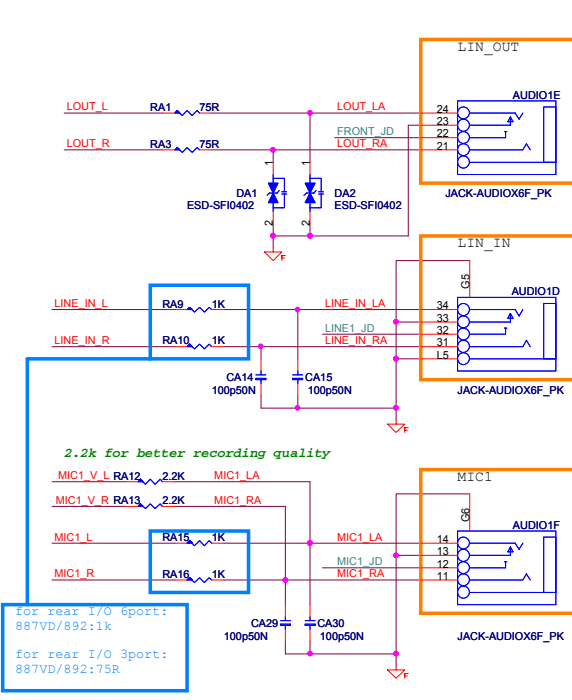 LIN_OUT
AUDIO1E
LOUT_L RA1 75R LOUT_LA 24
23
FRONT_JD 22
LOUT_R RA3 75R LOUT_RA 21
1 1
DA1 DA2
ESD-SFI0402 ESD-SFI0402
JACK-AUDIOX6F_PK
2 2
F
LIN_IN
G5
AUDIO1D
LINE_IN_L RA9 1K LINE_IN_LA 34
33
LINE1_JD 32
LINE_IN_R RA10 1K LINE_IN_RA 31
L5
CA14 CA15
100p50N 100p50N
JACK-AUDIOX6F_PK
F
2.2k for better recording quality
MIC1_V_L RA12 2.2K MIC1_LA
MIC1_V_R RA13 2.2K MIC1_RA
MIC1
G6
AUDIO1F
MIC1_L RA15 1K MIC1_LA 14
13
MIC1_JD 12
MIC1_R RA16 1K MIC1_RA 11
CA29 CA30
100p50N 100p50N
JACK-AUDIOX6F_PK
F
for rear I/O 6port:
887VD/892:1k
for rear I/O 3port:
887VD/892:75R